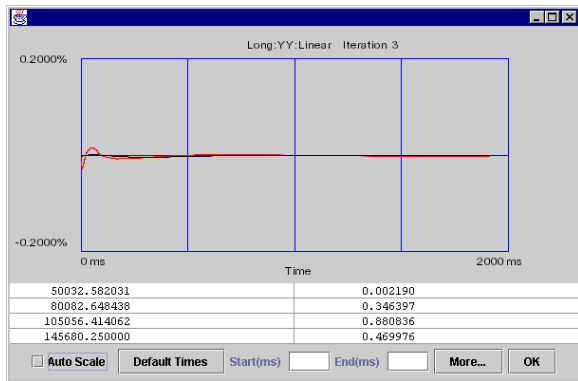 Long:YY:Linear Iteration 3
0.2000%
-0.2000%
0 ms
2000 ms
Time
50032.582031 0.002190
80082.648438 0.346397
105056.414062 0.880836
145680.250000 0.469976
Auto Scale Default Times Start(ms) End(ms) More... OK